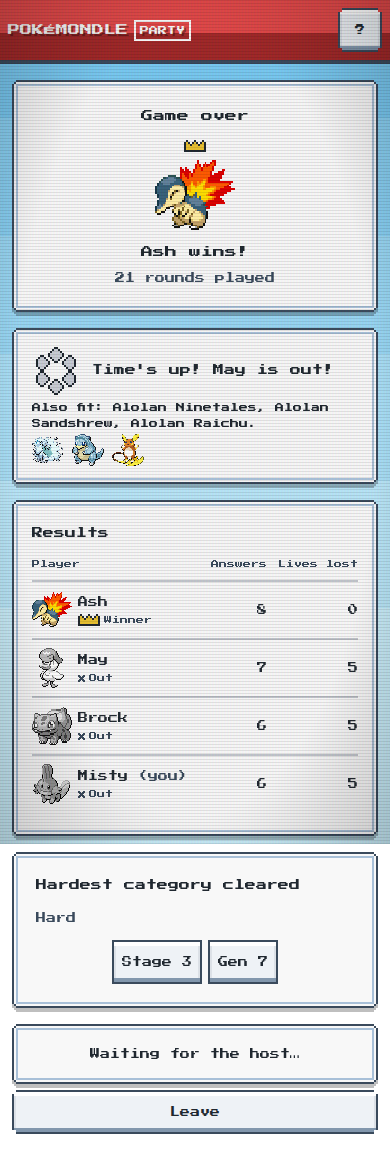 POKéMONDLE PARTY
?
Game over
Ash wins!
21 rounds played
Time's up! May is out!
Also fit: Alolan Ninetales, Alolan
Sandshrew, Alolan Raichu.
Results
Player Answers Lives lost
Ash 8 0
Winner
May 7 5
x Out
Brock 6 5
x Out
Misty (you) 6 5
x Out
Hardest category cleared
Hard
Stage 3 Gen 7
Waiting for the host…
Leave